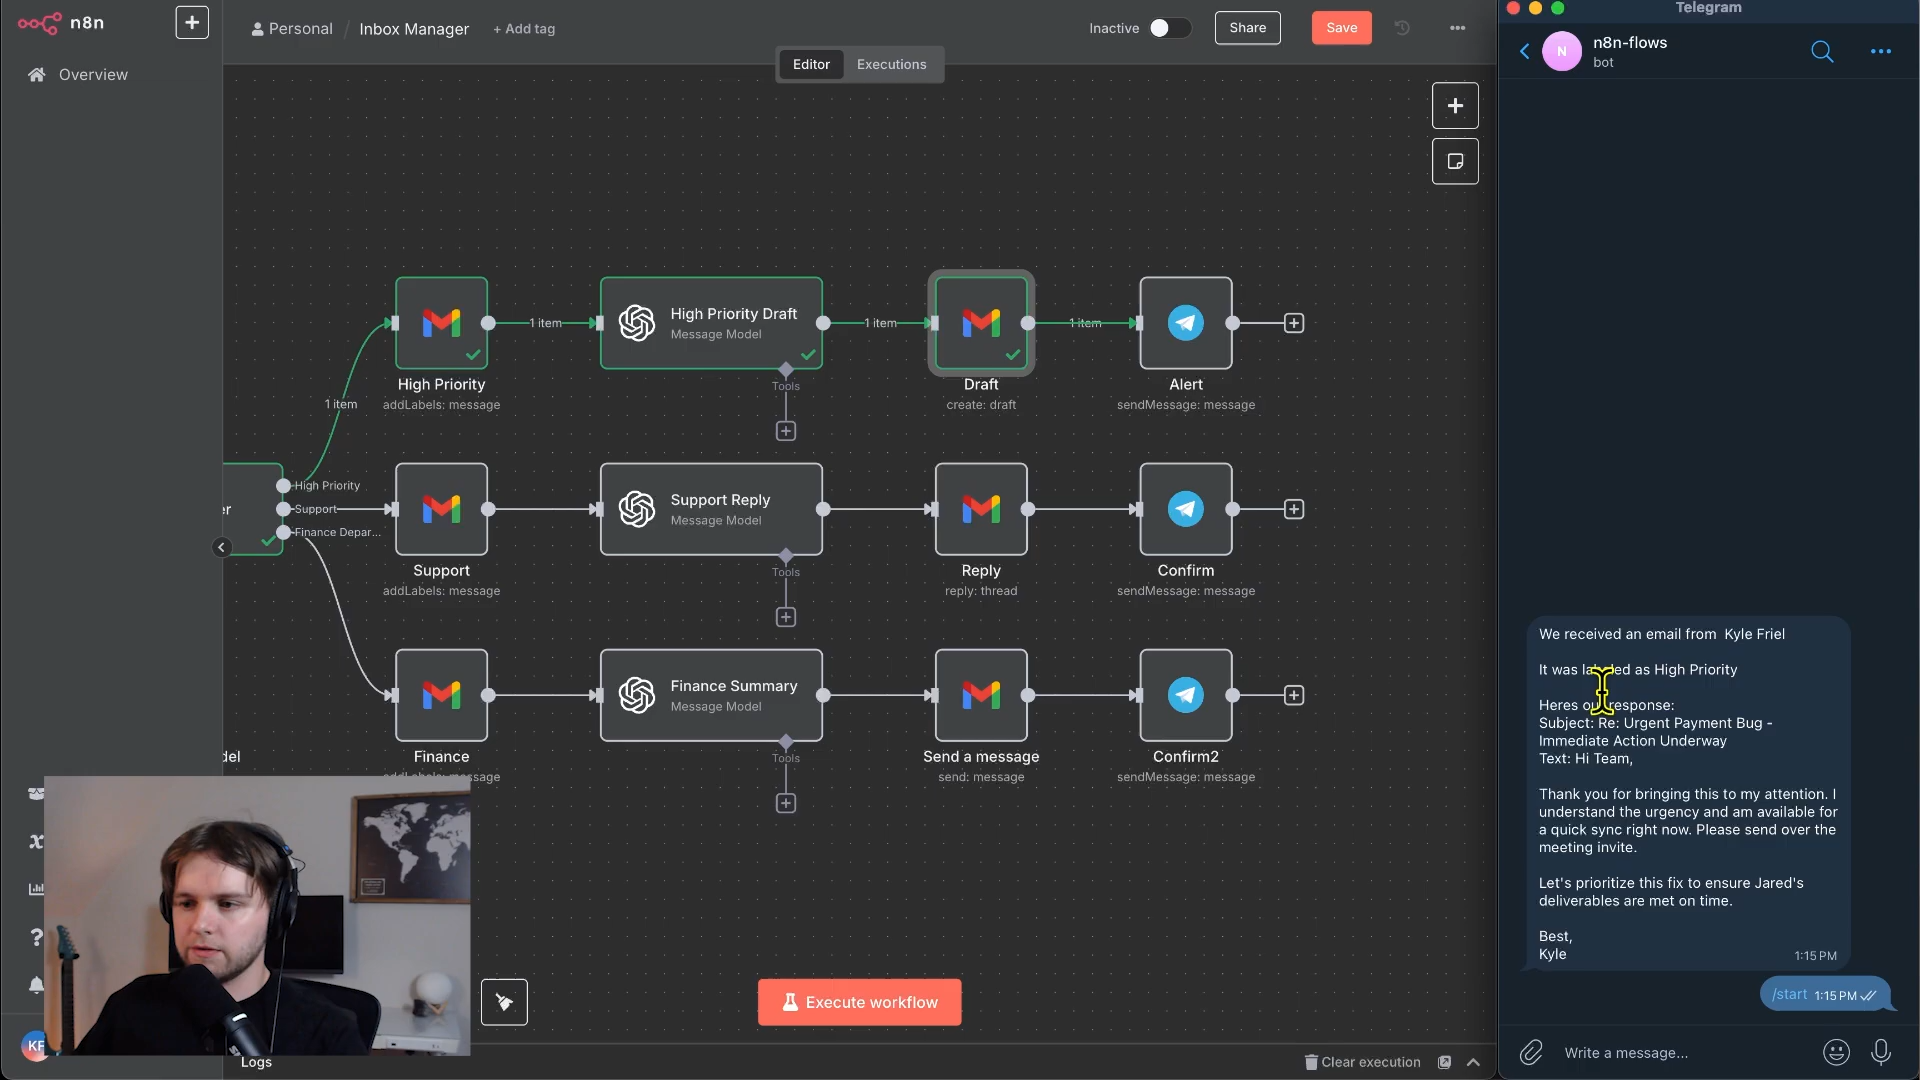 n8n
Overview
Personal / Inbox Manager + Add tag
Inactive
Share
Save
Editor
Executions
High Priority Draft
Message Model
Tools
1 item
1 item
1 item
1 item
High Priority
addLabels: message
Draft
create: draft
Alert
sendMessage: message
er
High Priority
Support
Finance Depar...
Support Reply
Message Model
Tools
Support
addLabels: message
Reply
reply: thread
Confirm
sendMessage: message
Finance Summary
Message Model
Tools
del
Finance
addLabels: message
Send a message
send: message
Confirm2
sendMessage: message
Execute workflow
KF
Logs
Clear execution
Telegram
N
n8n-flows
bot
We received an email from Kyle Friel
It was labeled as High Priority
Heres our response:
Subject: Re: Urgent Payment Bug -
Immediate Action Underway
Text: Hi Team,
Thank you for bringing this to my attention. I
understand the urgency and am available for
a quick sync right now. Please send over the
meeting invite.
Let's prioritize this fix to ensure Jared's
deliverables are met on time.
Best,
Kyle
1:15 PM
/start 1:15 PM
Write a message...